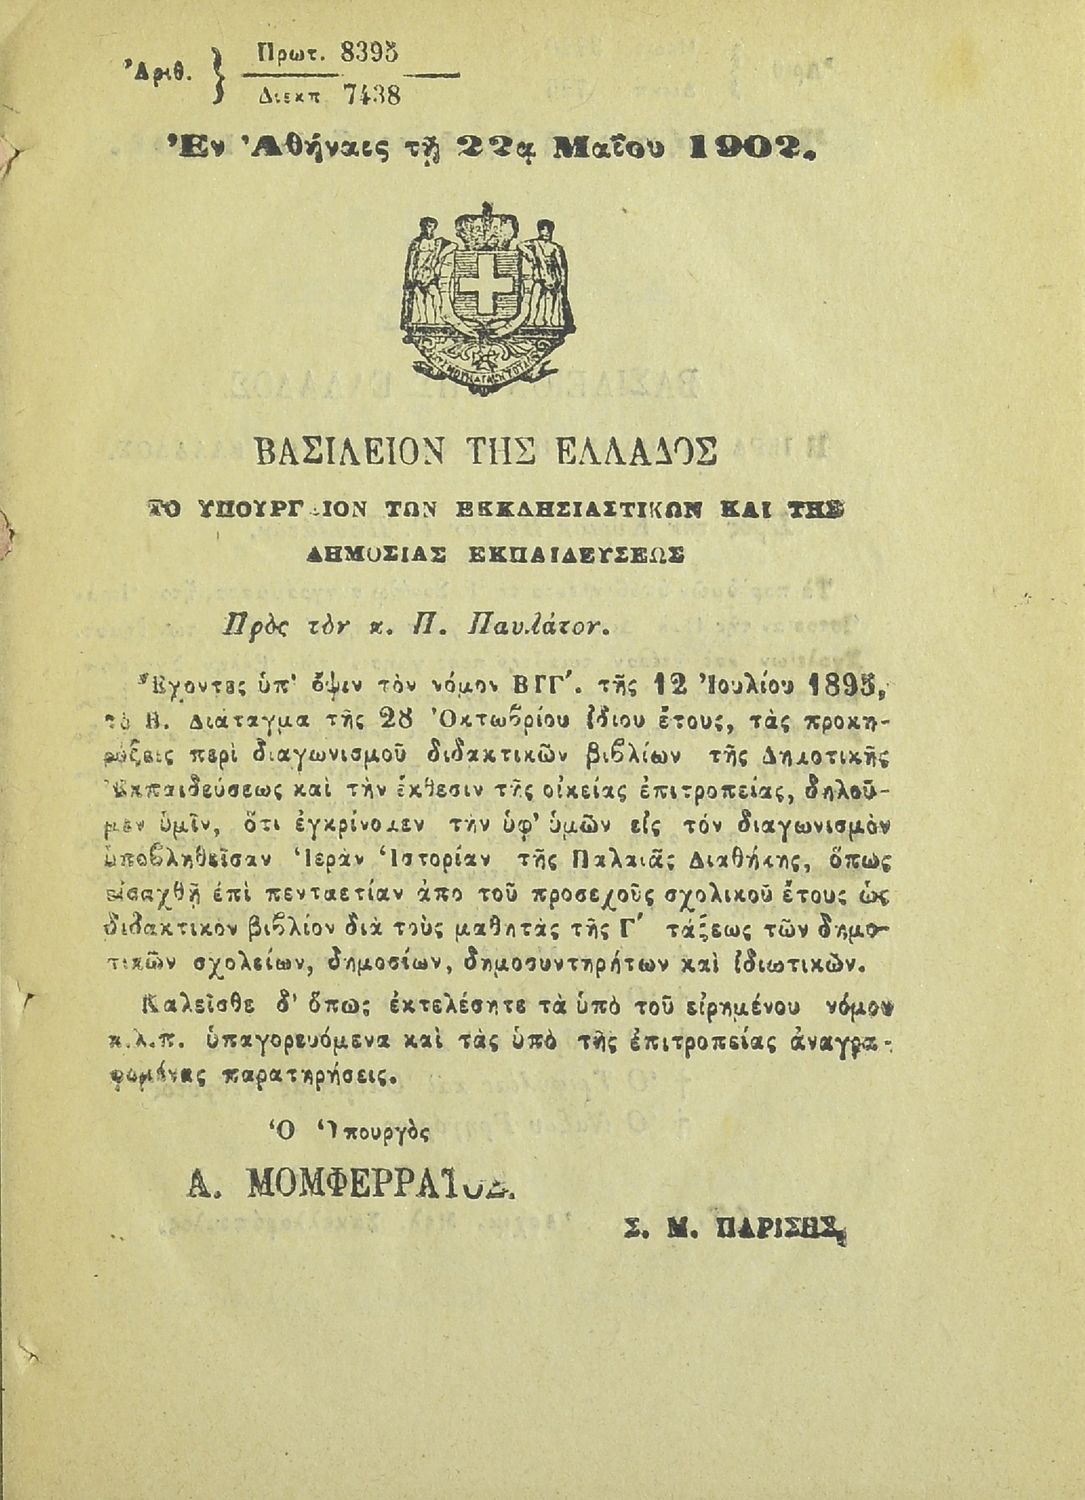 Ἀριθ. } Πρωτ. 8395
Διεκπ 7438
Ἐν Ἀθήναις τῇ 22ᾳ Μαΐου 1902.
ΒΑΣΙΛΕΙΟΝ ΤΗΣ ΕΛΛΑΔΟΣ
ΤΟ ΥΠΟΥΡΓΕΙΟΝ ΤΩΝ ΕΚΚΛΗΣΙΑΣΤΙΚΩΝ ΚΑΙ ΤΗΣ
ΔΗΜΟΣΙΑΣ ΕΚΠΑΙΔΕΥΣΕΩΣ
Πρὸς τὸν κ. Π. Παυλάτον.
Ἔχοντες ὑπ' ὄψιν τὸν νόμον ΒΓΓ΄. τῆς 12 Ἰουλίου 1895,
τὸ Β. Διάταγμα τῆς 28 Ὀκτωβρίου ἰδίου ἔτους, τὰς προκη-
ρύξεις περὶ διαγωνισμοῦ διδακτικῶν βιβλίων τῆς Δημοτικῆς
Ἐκπαιδεύσεως καὶ τὴν ἔκθεσιν τῆς οἰκείας ἐπιτροπείας, δηλοῦ-
μεν ὑμῖν, ὅτι ἐγκρίνομεν τὴν ὑφ' ὑμῶν εἰς τόν διαγωνισμὸν
ὑποβληθεῖσαν Ἱερὰν Ἱστορίαν τῆς Παλαιᾶς Διαθήκης, ὅπως
εἰσαχθῇ ἐπὶ πενταετίαν ἀπο τοῦ προσεχοῦς σχολικοῦ ἔτους ὡς
διδακτικον βιβλίον διὰ τοὺς μαθητὰς τῆς Γ΄ τάξεως τῶν δημο-
τικῶν σχολείων, δημοσίων, δημοσυντηρήτων καὶ ἰδιωτικῶν.
Καλεῖσθε δ' ὅπως ἐκτελέσητε τὰ ὑπὸ τοῦ εἰρημένου νόμου
κ.λ.π. ὑπαγορευόμενα καὶ τὰς ὑπὸ τῆς ἐπιτροπείας ἀναγρα-
φομένας παρατηρήσεις.
Ὁ Ὑπουργὸς
Α. ΜΟΜΦΕΡΡΑΤΟΣ.
Σ. Μ. ΠΑΡΙΣΗΣ,